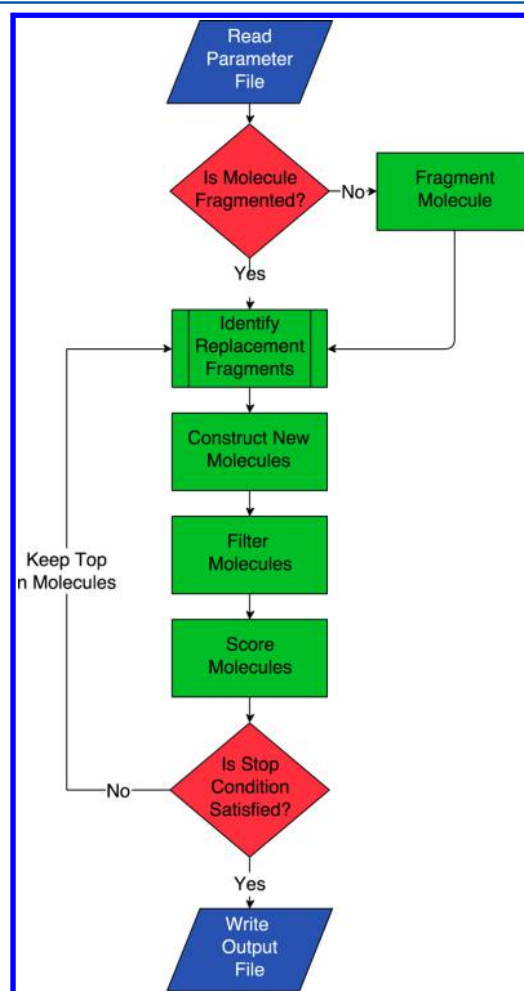 Read
Parameter
File
Is Molecule
Fragmented?
No
Fragment
Molecule
Yes
Identify
Replacement
Fragments
Construct New
Molecules
Filter
Molecules
Keep Top
n Molecules
Score
Molecules
Is Stop
Condition
Satisfied?
No
Yes
Write
Output
File